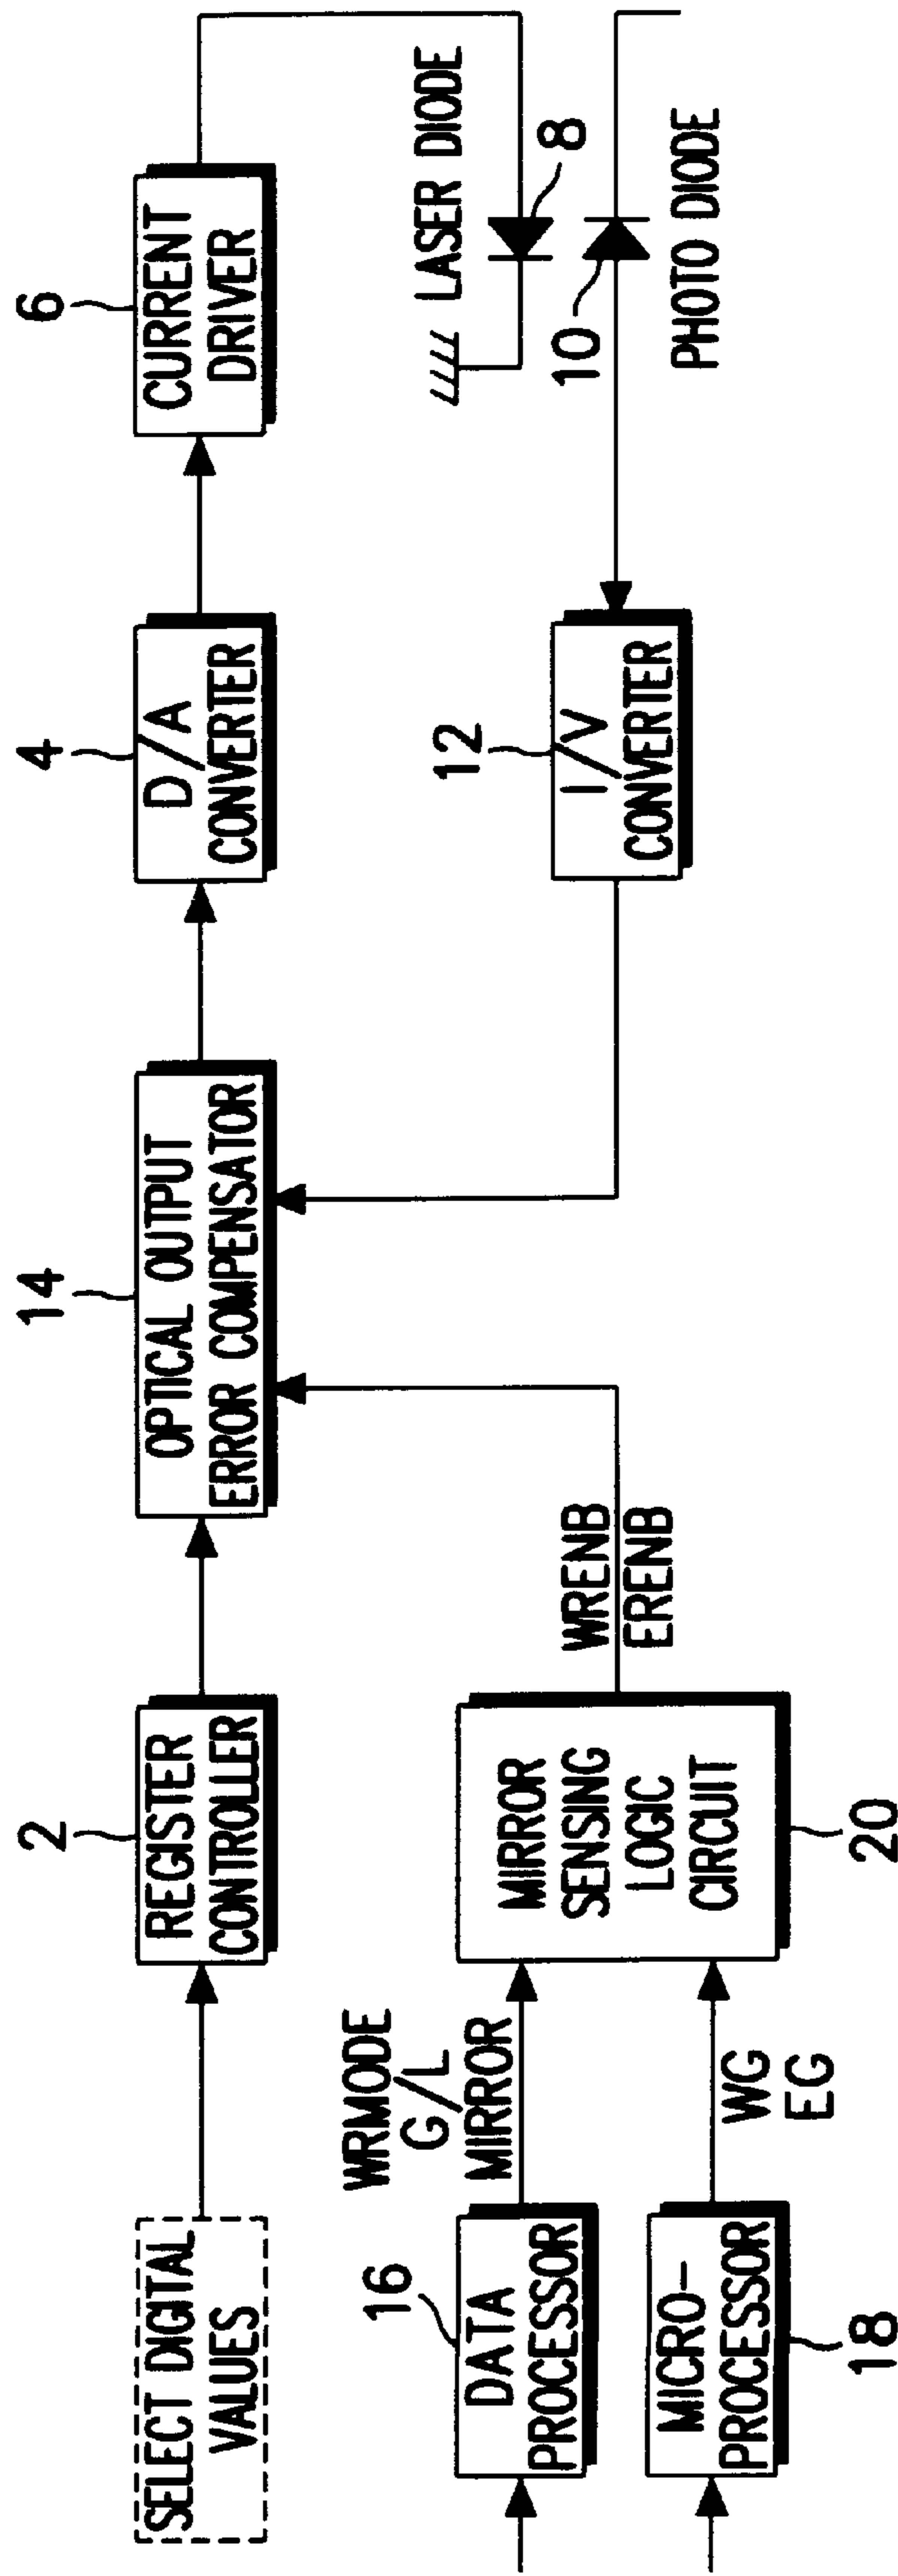 SELECT DIGITAL
VALUES
2
REGISTER
CONTROLLER
14
OPTICAL OUTPUT
ERROR COMPENSATOR
4
D/A
CONVERTER
6
CURRENT
DRIVER
LASER DIODE
8
10
PHOTO DIODE
12
I/V
CONVERTER
16
DATA
PROCESSOR
WRMODE
G/L
MIRROR
MICRO-
PROCESSOR
18
WG
EG
MIRROR
SENSING
LOGIC
CIRCUIT
20
WRENB
ERENB